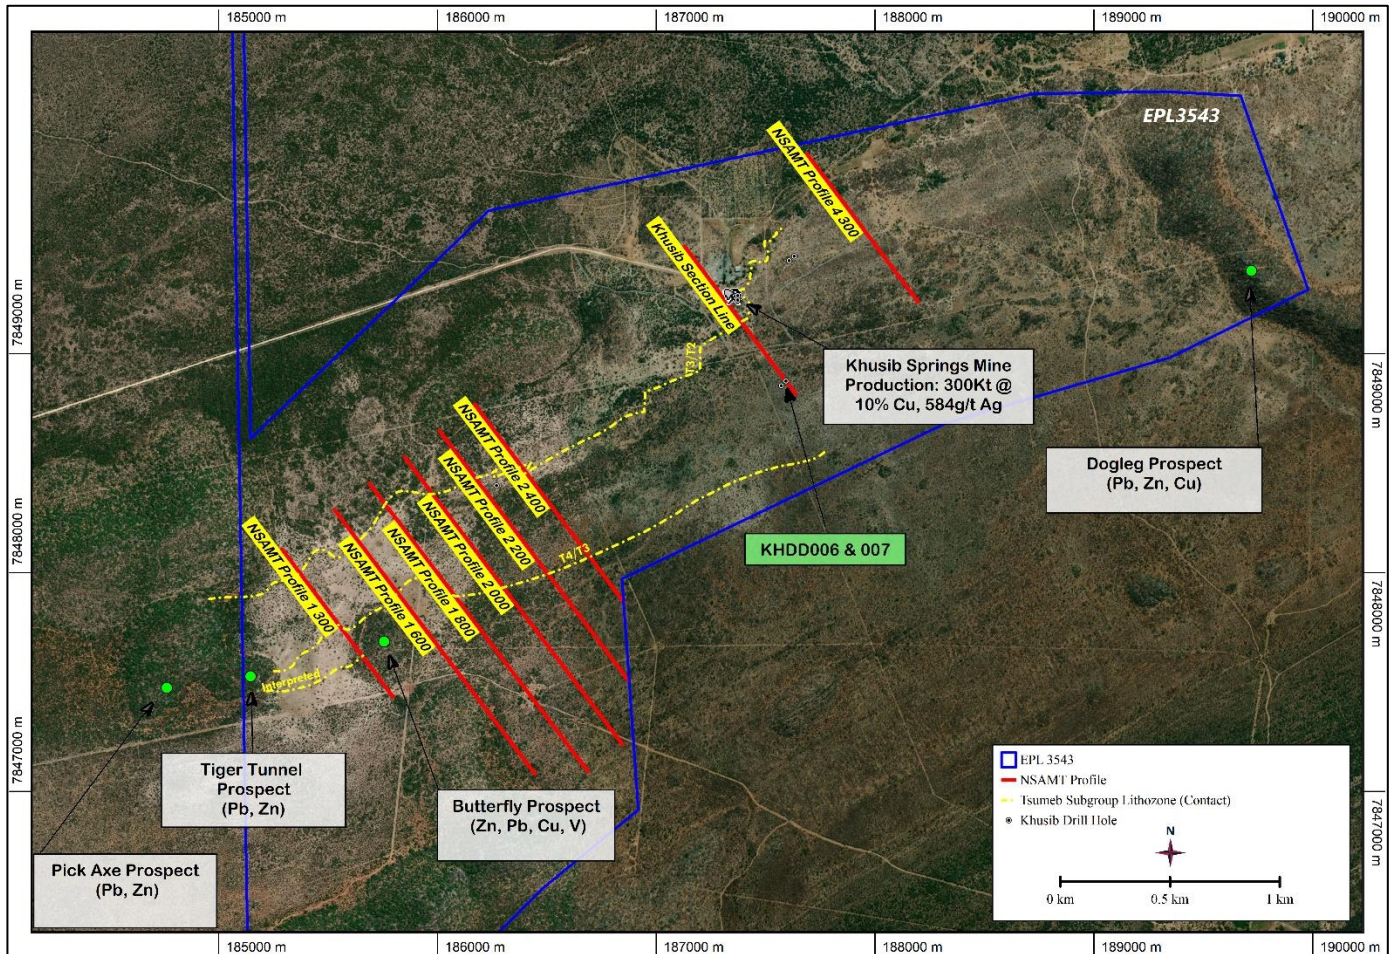 185000 m
186000 m
187000 m
188000 m
189000 m
190000 m
EPL3543
NSAMT Profile 4 300
Khusib Section Line
7849000 m
7849000 m
T3/T2
Khusib Springs Mine
Production: 300Kt @
10% Cu, 584g/t Ag
Dogleg Prospect
(Pb, Zn, Cu)
NSAMT Profile 2 400
NSAMT Profile 2 200
NSAMT Profile 2 000
NSAMT Profile 1 800
NSAMT Profile 1 600
NSAMT Profile 1 300
T4/T3
KHDD006 & 007
7848000 m
7848000 m
Interpreted
Tiger Tunnel
Prospect
(Pb, Zn)
Butterfly Prospect
(Zn, Pb, Cu, V)
Pick Axe Prospect
(Pb, Zn)
7847000 m
7847000 m
EPL 3543
NSAMT Profile
Tsumeb Subgroup Lithozone (Contact)
Khusib Drill Hole
N
0 km
0.5 km
1 km
185000 m
186000 m
187000 m
188000 m
189000 m
190000 m